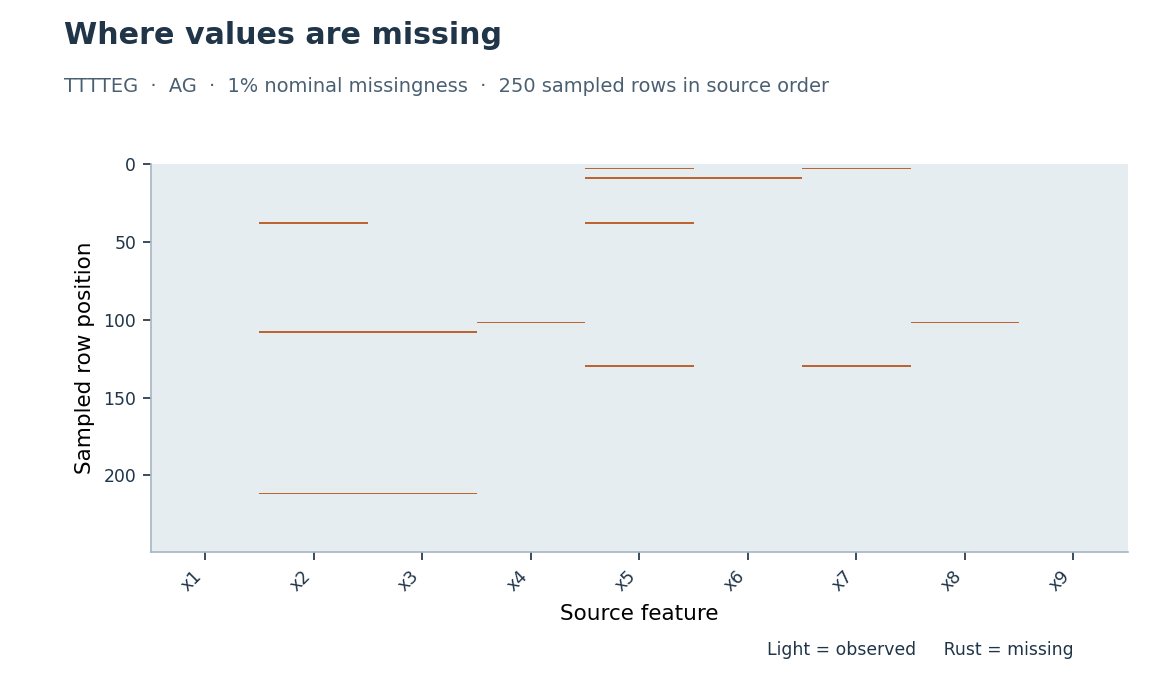 Where values are missing
TTTTEG · AG · 1% nominal missingness · 250 sampled rows in source order
0
50
100
150
200
Sampled row position
x1 x2 x3 x4 x5 x6 x7 x8 x9
Source feature
Light = observed Rust = missing